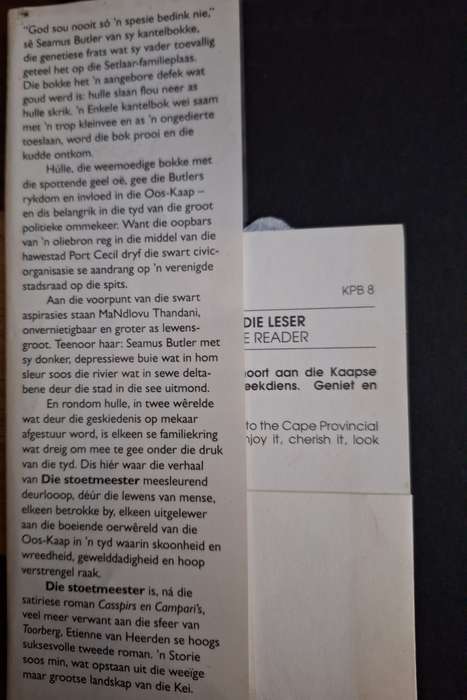 "God sou nooit só 'n spesie bedink nie,"
sê Seamus Butler van sy kantelbokke,
die genetiese frats wat sy vader toevallig
geteel het op die Setlaar-familieplaas.
Die bokke het 'n aangebore defek wat
goud werd is: hulle slaan flou neer as
hulle skrik. 'n Enkele kantelbok wei saam
met 'n trop kleinvee en as 'n ongedierte
toeslaan, word die bok prooi en die
kudde ontkom.
Húlle, die weemoedige bokke met
die spottende geel oë, gee die Butlers
rykdom en invloed in die Oos-Kaap –
en dis belangrik in die tyd van die groot
politieke ommekeer. Want die oopbars
van 'n oliebron reg in die middel van die
hawestad Port Cecil dryf die swart civic-
organisasie se aandrang op 'n verenigde
stadsraad op die spits.
Aan die voorpunt van die swart
aspirasies staan MaNdlovu Thandani,
onvernietigbaar en groter as lewens-
groot. Teenoor haar: Seamus Butler met
sy donker, depressiewe buie wat in hom
sleur soos die rivier wat in sewe delta-
bene deur die stad in die see uitmond.
En rondom hulle, in twee wêrelde
wat deur die geskiedenis op mekaar
afgestuur word, is elkeen se familiekring
wat dreig om mee te gee onder die druk
van die tyd. Dis hiér waar die verhaal
van Die stoetmeester meesleurend
deurlooop, déúr die lewens van mense,
elkeen betrokke by, elkeen uitgelewer
aan die boeiende oerwêreld van die
Oos-Kaap in 'n tyd waarin skoonheid en
wreedheid, gewelddadigheid en hoop
verstrengel raak.
Die stoetmeester is, ná die
satiriese roman Casspirs en Campari's,
veel meer verwant aan die sfeer van
Toorberg, Etienne van Heerden se hoogs
suksesvolle tweede roman. 'n Storie
soos min, wat opstaan uit die weeïge
maar grootse landskap van die Kei.
KPB 8
DIE LESER
E READER
oort aan die Kaapse
eekdiens. Geniet en
to the Cape Provincial
njoy it, cherish it, look